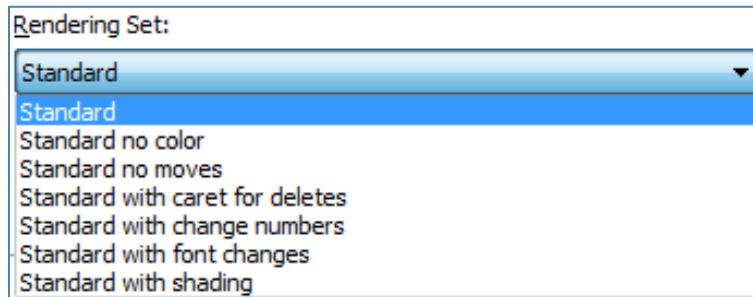 Rendering Set:
Standard
Standard
Standard no color
Standard no moves
Standard with caret for deletes
Standard with change numbers
Standard with font changes
Standard with shading